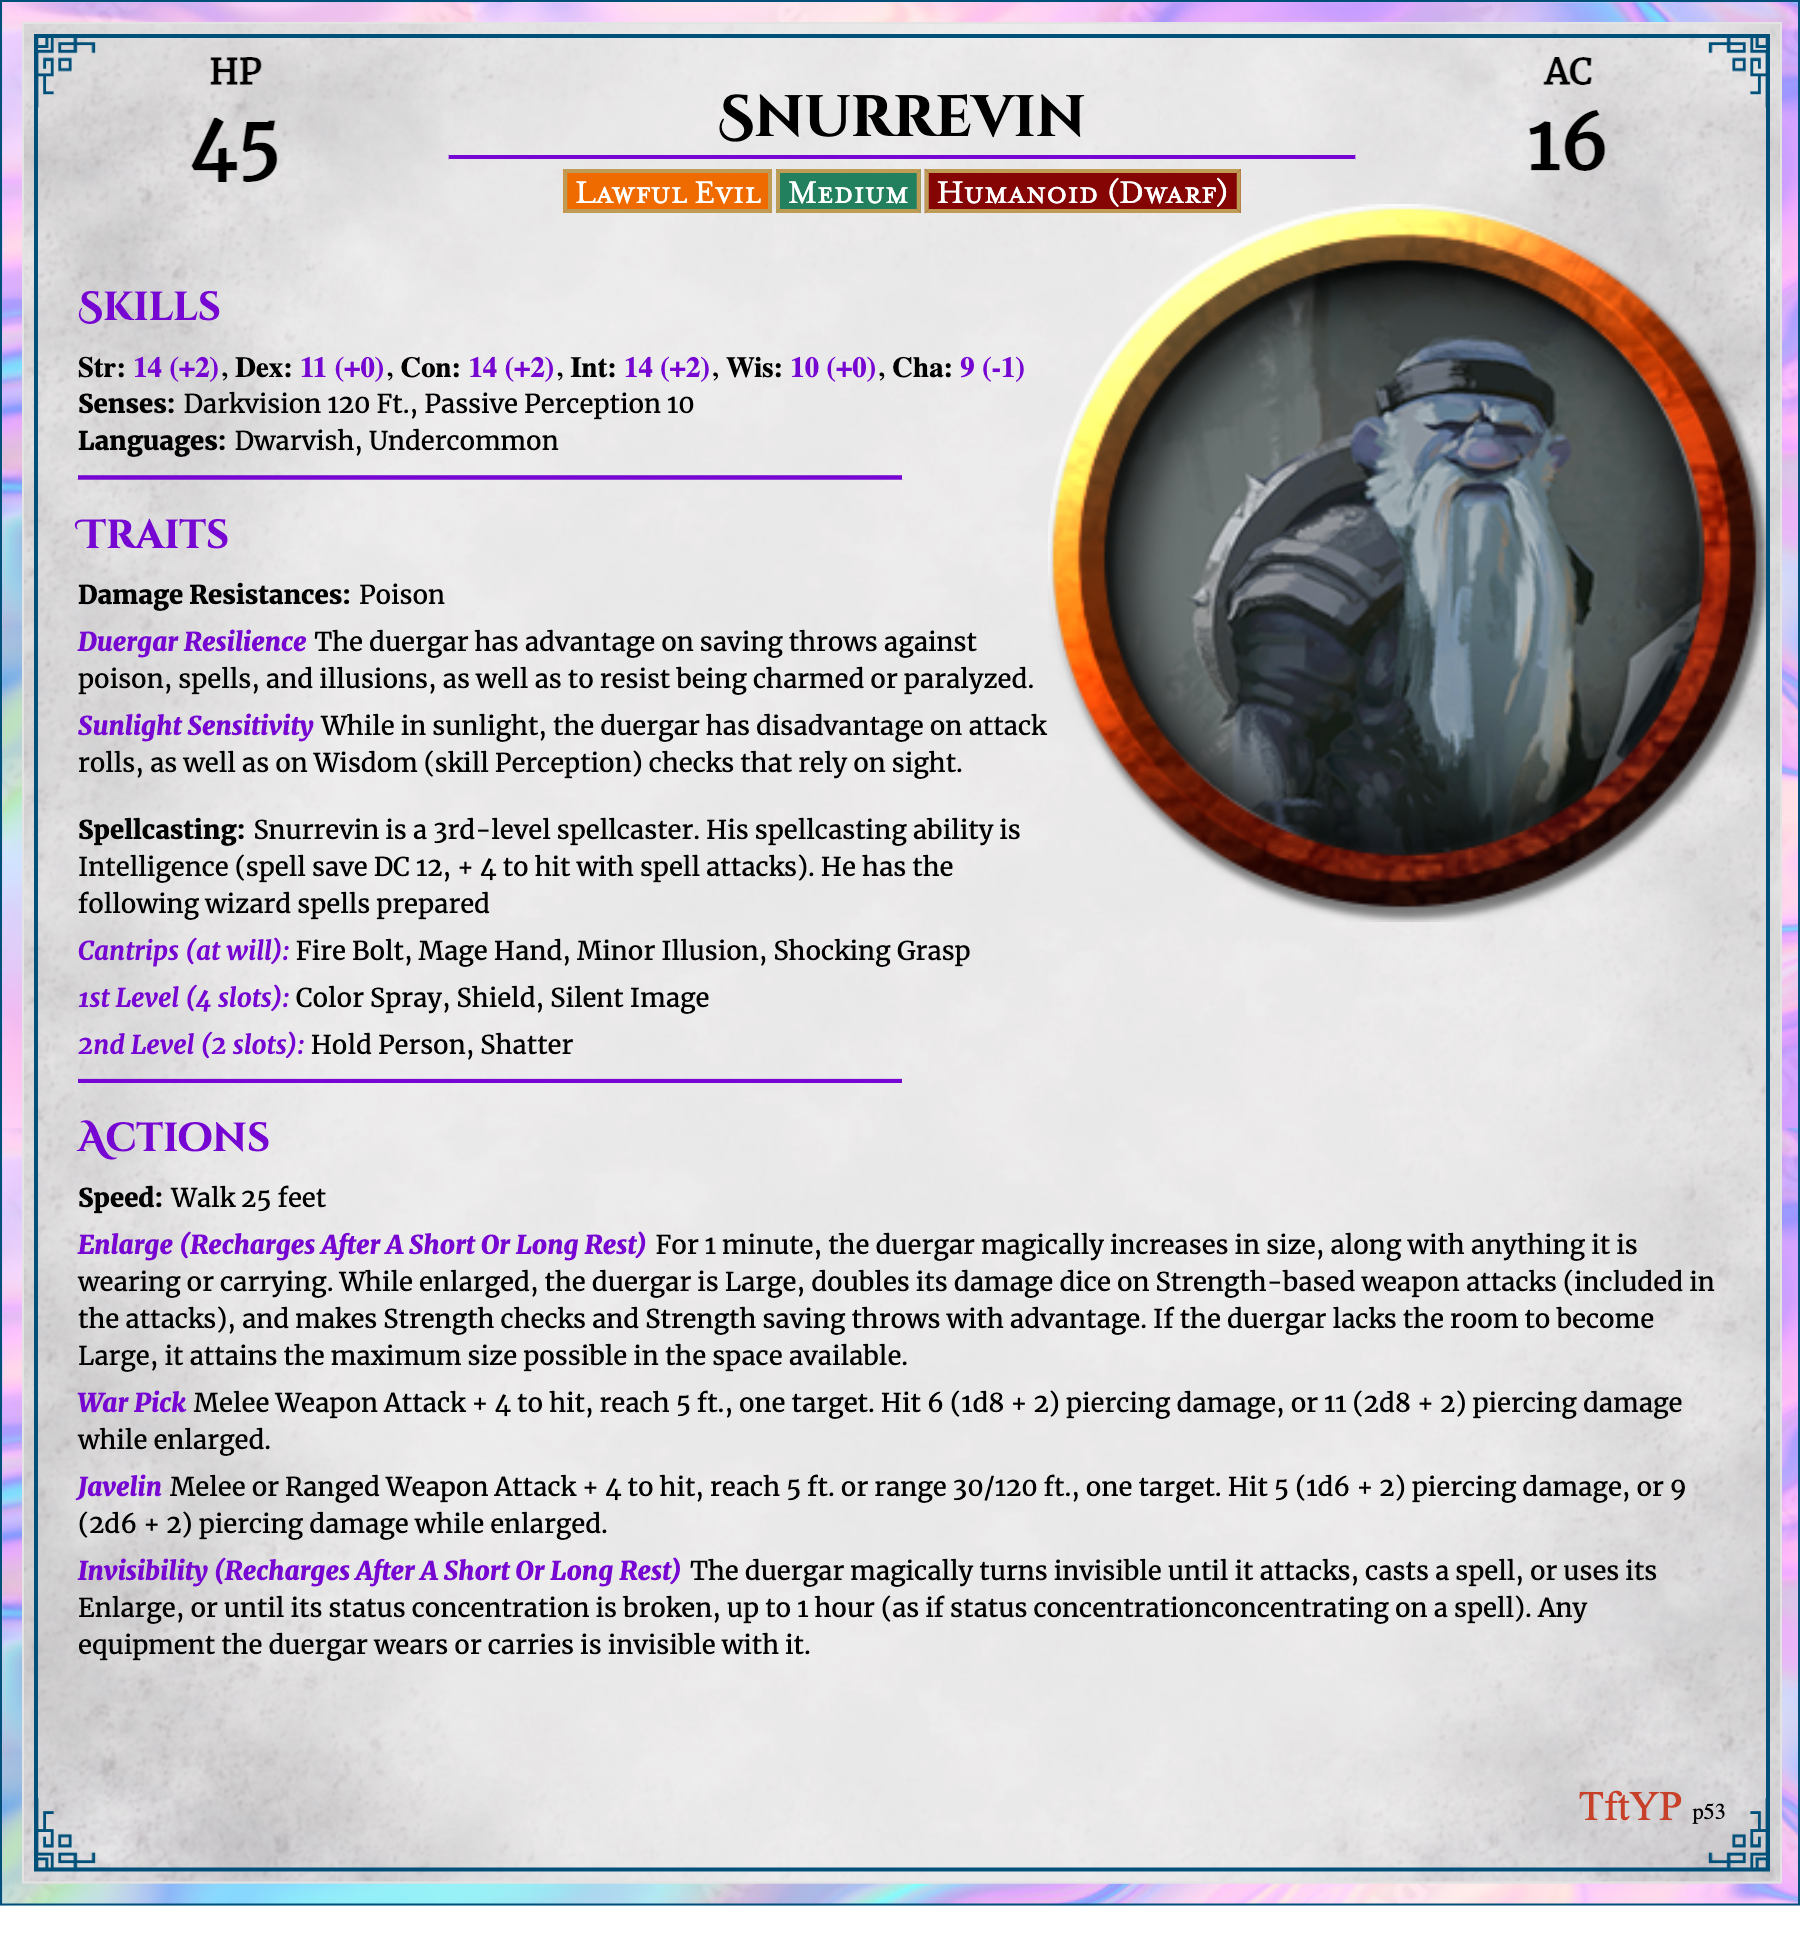 HP
45
Snurrevin
AC
16
Lawful Evil Medium Humanoid (Dwarf)
Skills
Str: 14 (+2), Dex: 11 (+0), Con: 14 (+2), Int: 14 (+2), Wis: 10 (+0), Cha: 9 (-1)
Senses: Darkvision 120 Ft., Passive Perception 10
Languages: Dwarvish, Undercommon
Traits
Damage Resistances: Poison
Duergar Resilience The duergar has advantage on saving throws against
poison, spells, and illusions, as well as to resist being charmed or paralyzed.
Sunlight Sensitivity While in sunlight, the duergar has disadvantage on attack
rolls, as well as on Wisdom (skill Perception) checks that rely on sight.
Spellcasting: Snurrevin is a 3rd-level spellcaster. His spellcasting ability is
Intelligence (spell save DC 12, + 4 to hit with spell attacks). He has the
following wizard spells prepared
Cantrips (at will): Fire Bolt, Mage Hand, Minor Illusion, Shocking Grasp
1st Level (4 slots): Color Spray, Shield, Silent Image
2nd Level (2 slots): Hold Person, Shatter
Actions
Speed: Walk 25 feet
Enlarge (Recharges After A Short Or Long Rest) For 1 minute, the duergar magically increases in size, along with anything it is
wearing or carrying. While enlarged, the duergar is Large, doubles its damage dice on Strength-based weapon attacks (included in
the attacks), and makes Strength checks and Strength saving throws with advantage. If the duergar lacks the room to become
Large, it attains the maximum size possible in the space available.
War Pick Melee Weapon Attack + 4 to hit, reach 5 ft., one target. Hit 6 (1d8 + 2) piercing damage, or 11 (2d8 + 2) piercing damage
while enlarged.
Javelin Melee or Ranged Weapon Attack + 4 to hit, reach 5 ft. or range 30/120 ft., one target. Hit 5 (1d6 + 2) piercing damage, or 9
(2d6 + 2) piercing damage while enlarged.
Invisibility (Recharges After A Short Or Long Rest) The duergar magically turns invisible until it attacks, casts a spell, or uses its
Enlarge, or until its status concentration is broken, up to 1 hour (as if status concentrationconcentrating on a spell). Any
equipment the duergar wears or carries is invisible with it.
TftYP p53